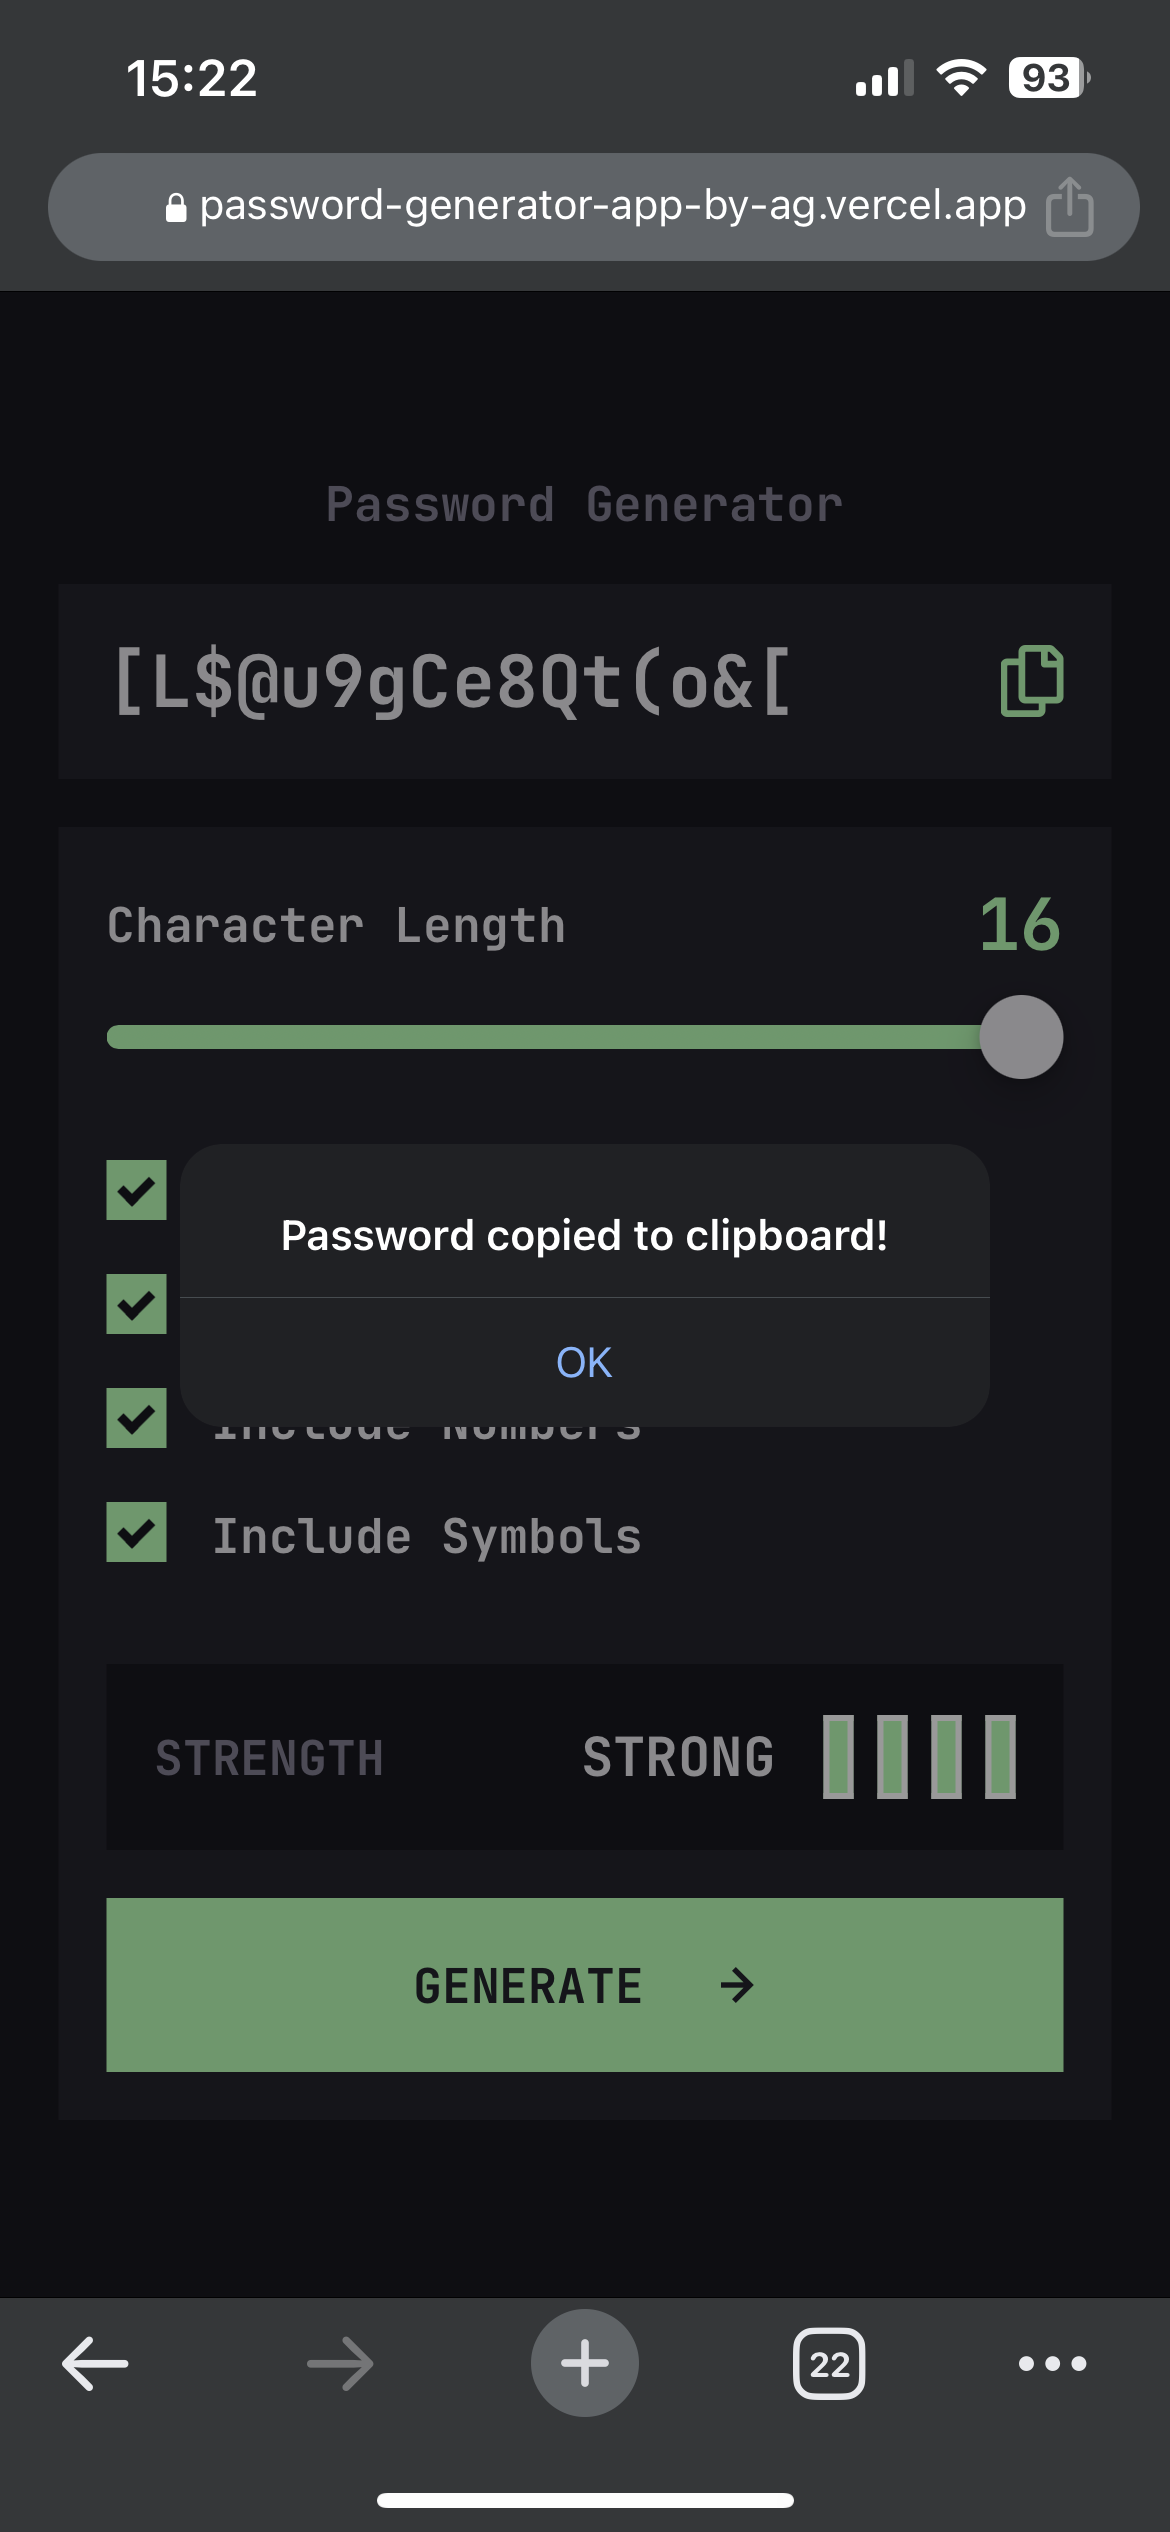 15:22
93
password-generator-app-by-ag.vercel.app
Password Generator
[L$@u9gCe8Qt(o&[
Character Length
16
Password copied to clipboard!
OK
Include Numbers
Include Symbols
STRENGTH
STRONG
GENERATE →
22